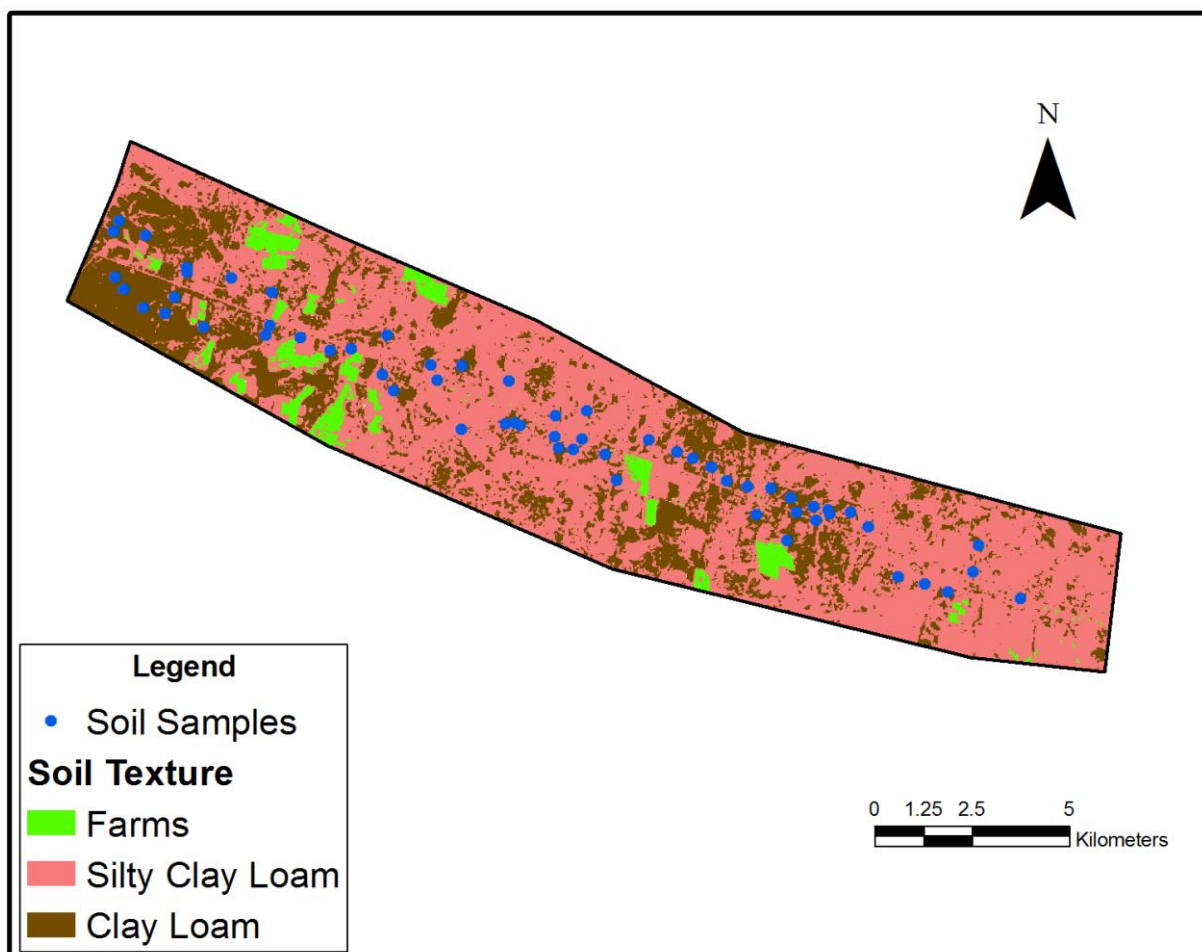 N
Legend
Soil Samples
Soil Texture
Farms
Silty Clay Loam
Clay Loam
0 1.25 2.5 5
Kilometers